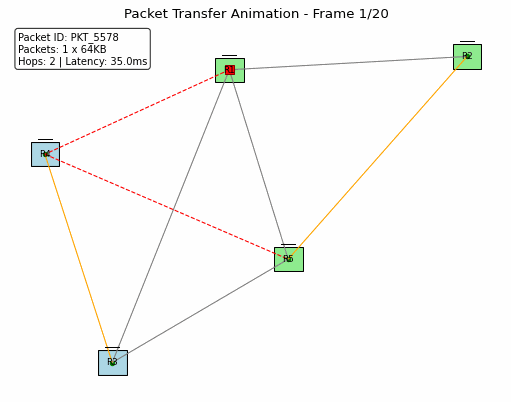 Packet Transfer Animation - Frame 1/20
Packet ID: PKT_5578
Packets: 1 x 64KB
Hops: 2 | Latency: 35.0ms
R1
R2
R4
R5
R3